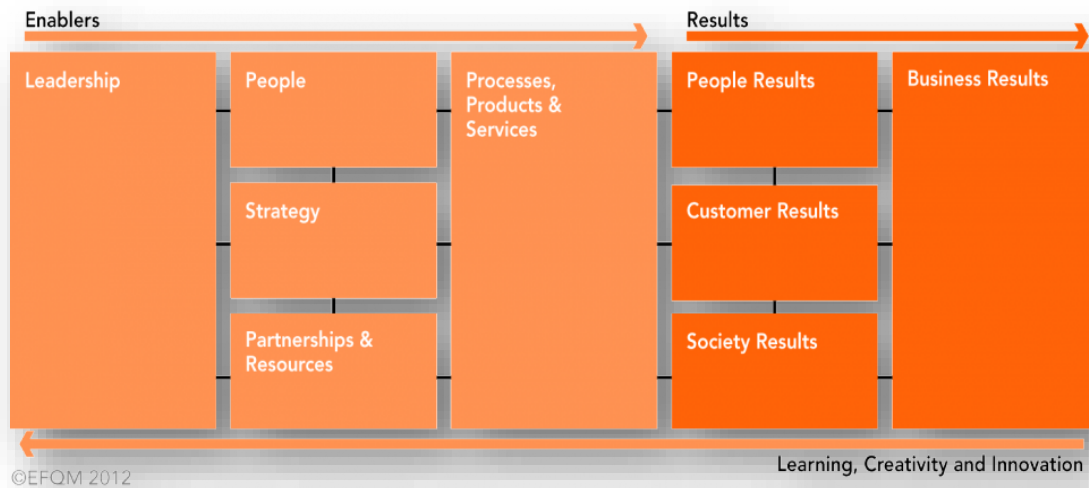 Enablers
Results
Leadership
People
Processes,
Products &
Services
People Results
Business Results
Strategy
Customer Results
Partnerships &
Resources
Society Results
Learning, Creativity and Innovation
©EFQM 2012